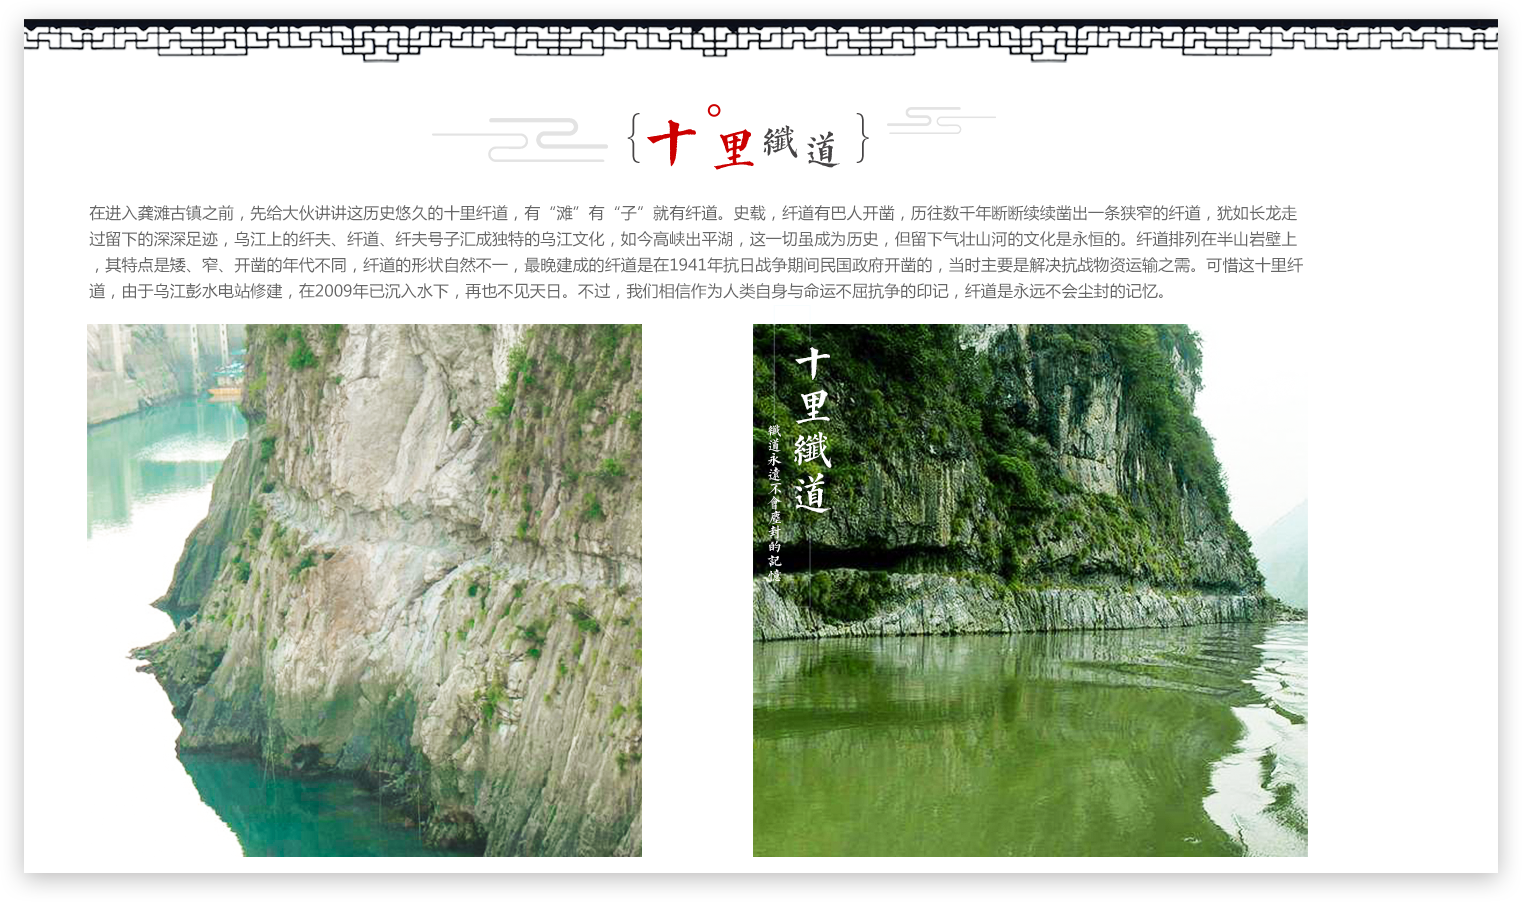 {十里纖道}
在进入龚滩古镇之前，先给大伙讲讲这历史悠久的十里纤道，有“滩”有“子”就有纤道。史载，纤道有巴人开凿，历往数千年断断续续凿出一条狭窄的纤道，犹如长龙走
过留下的深深足迹，乌江上的纤夫、纤道、纤夫号子汇成独特的乌江文化，如今高峡出平湖，这一切虽成为历史，但留下气壮山河的文化是永恒的。纤道排列在半山岩壁上
，其特点是矮、窄、开凿的年代不同，纤道的形状自然不一，最晚建成的纤道是在1941年抗日战争期间民国政府开凿的，当时主要是解决抗战物资运输之需。可惜这十里纤
道，由于乌江彭水电站修建，在2009年已沉入水下，再也不见天日。不过，我们相信作为人类自身与命运不屈抗争的印记，纤道是永远不会尘封的记忆。
十里纖道
纖道永遠不會塵封的記憶